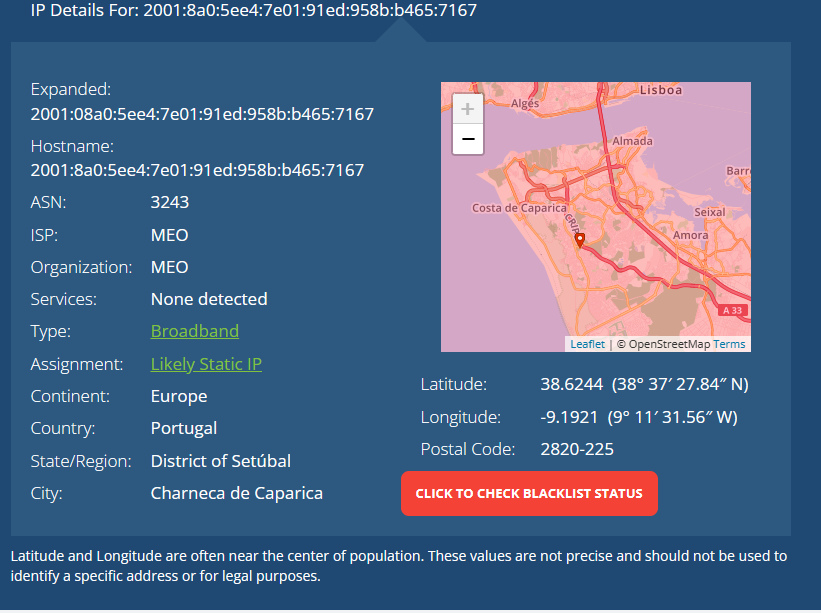 IP Details For: 2001:8a0:5ee4:7e01:91ed:958b:b465:7167
Expanded:
2001:08a0:5ee4:7e01:91ed:958b:b465:7167
Hostname:
2001:8a0:5ee4:7e01:91ed:958b:b465:7167
ASN: 3243
ISP: MEO
Organization: MEO
Services: None detected
Type: Broadband
Assignment: Likely Static IP
Continent: Europe
Country: Portugal
State/Region: District of Setúbal
City: Charneca de Caparica
+
−
Lisboa
Algés
Almada
Barr
Costa de Caparica
Seixal
Amora
A 33
Leaflet | © OpenStreetMap Terms
Latitude: 38.6244 (38° 37′ 27.84″ N)
Longitude: -9.1921 (9° 11′ 31.56″ W)
Postal Code: 2820-225
CLICK TO CHECK BLACKLIST STATUS
Latitude and Longitude are often near the center of population. These values are not precise and should not be used to
identify a specific address or for legal purposes.